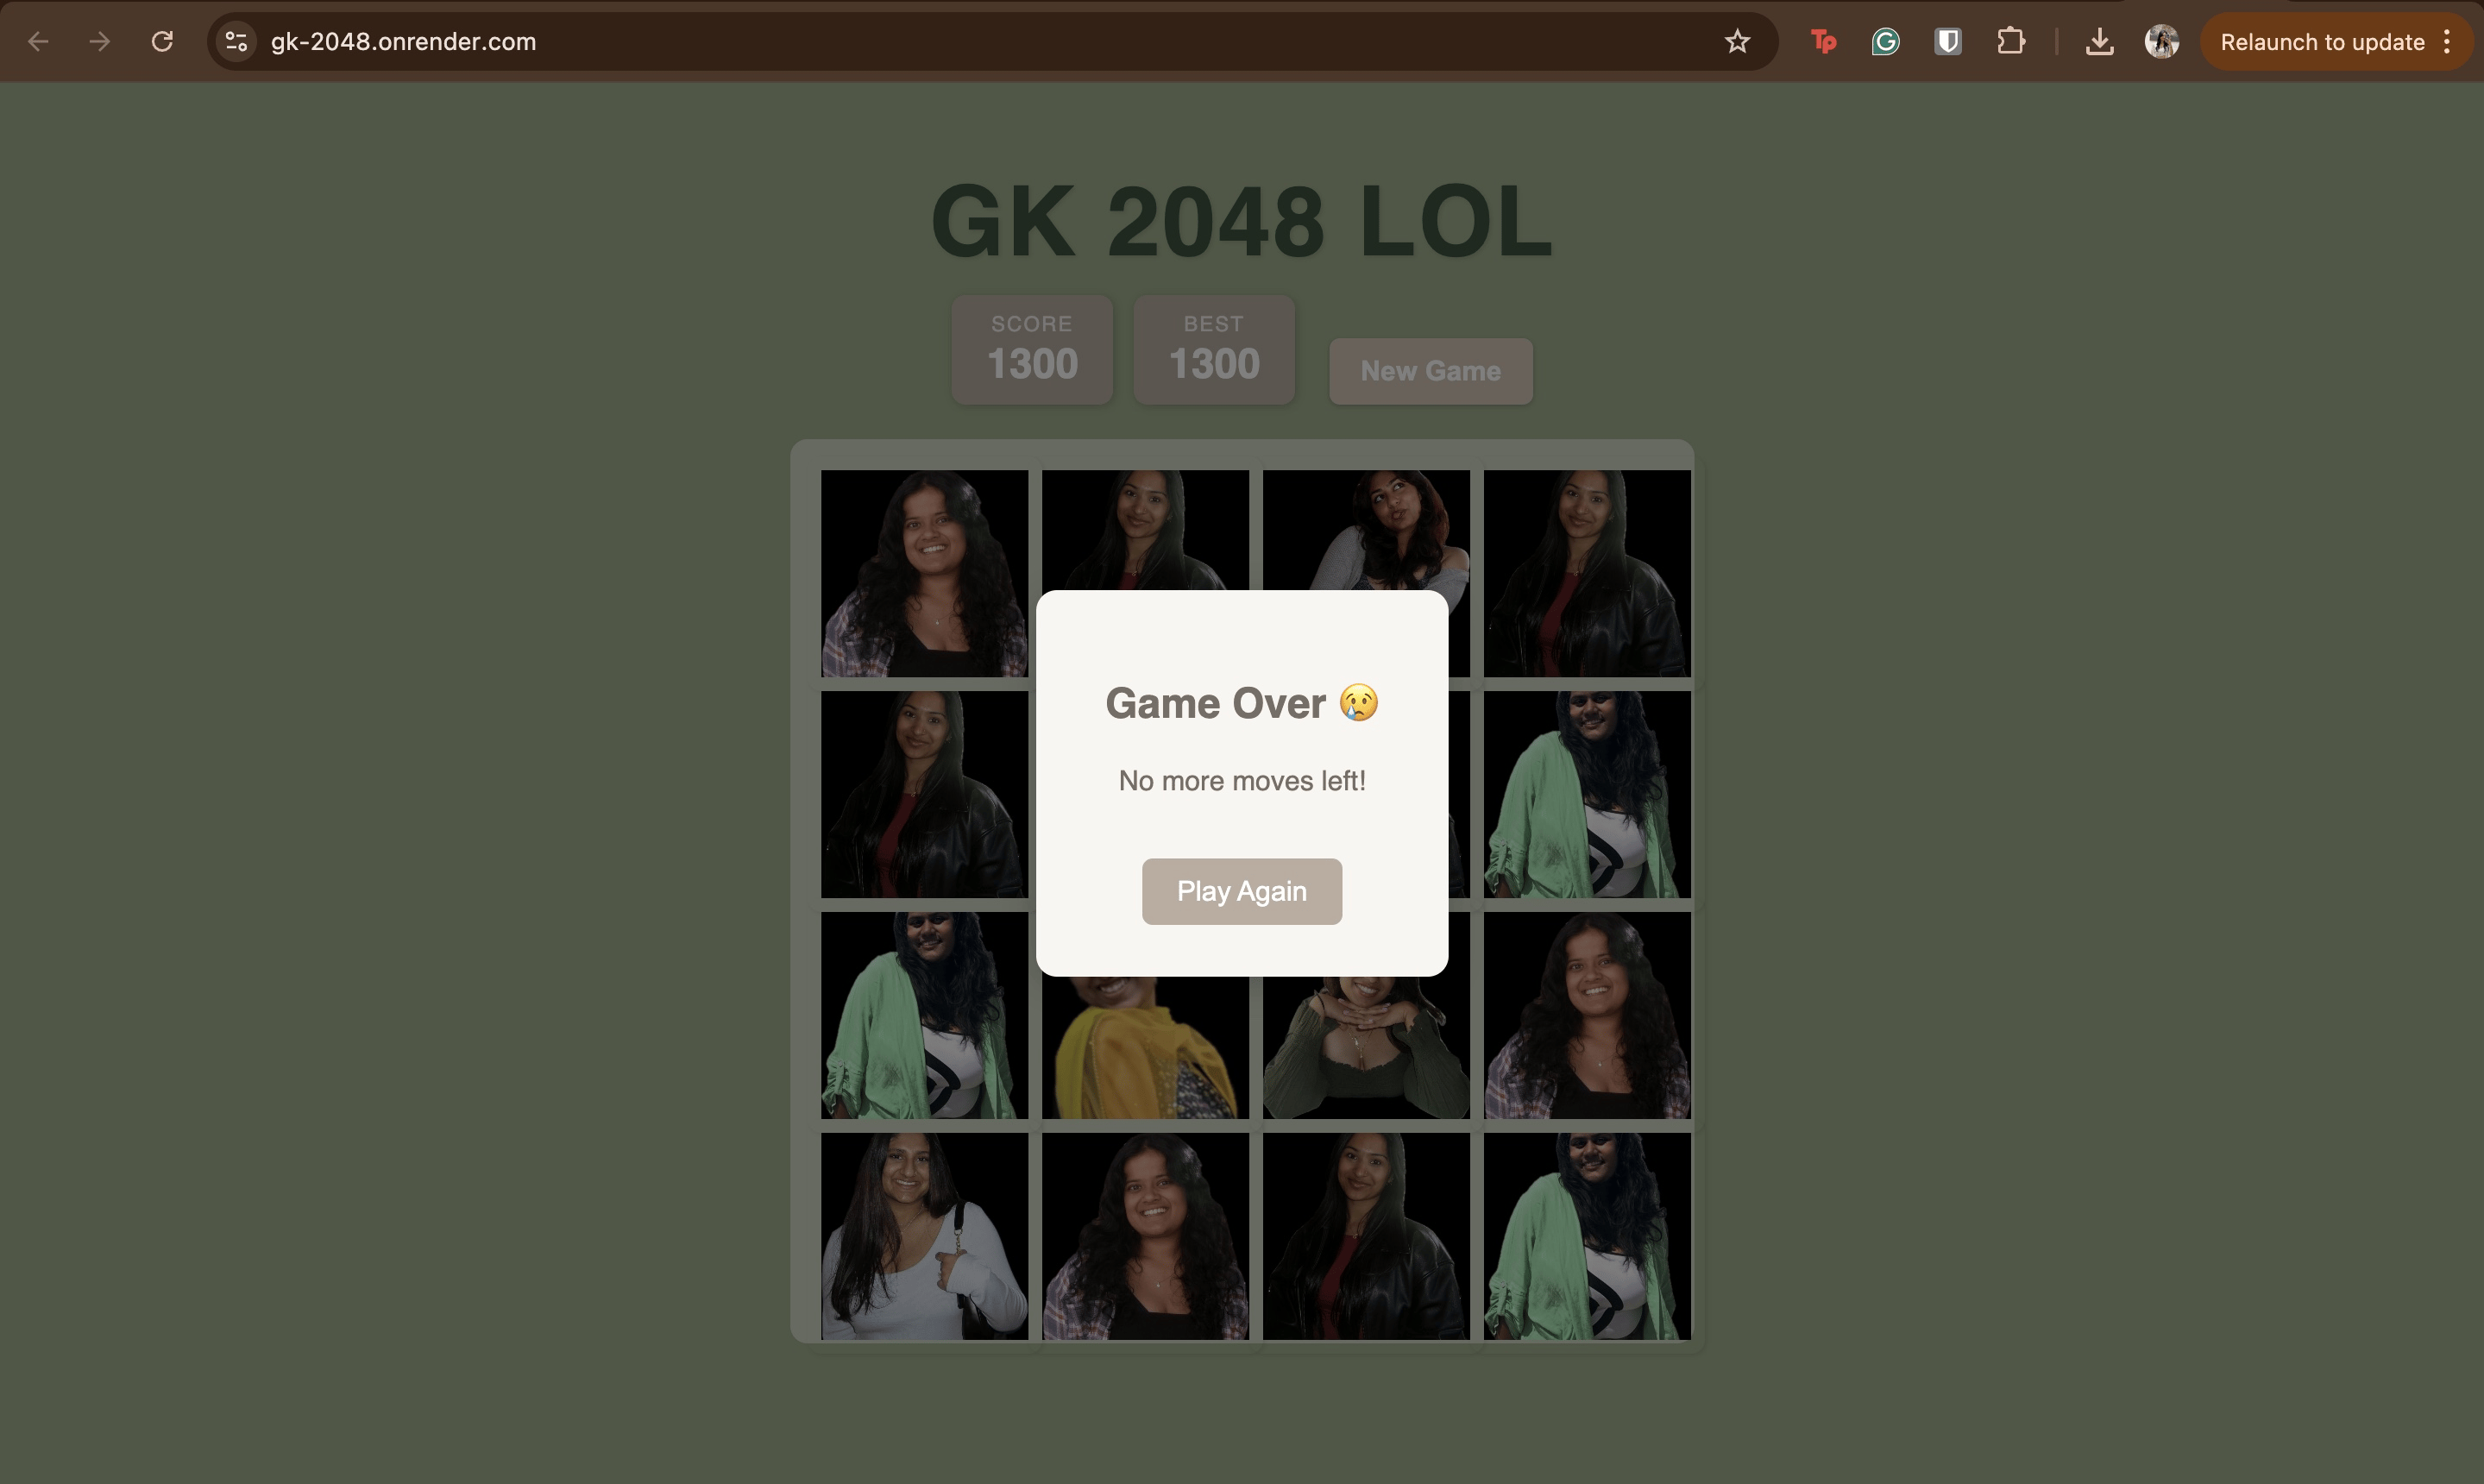 gk-2048.onrender.com
Tp
G
Relaunch to update
GK 2048 LOL
SCORE
1300
BEST
1300
New Game
Game Over 😢
No more moves left!
Play Again